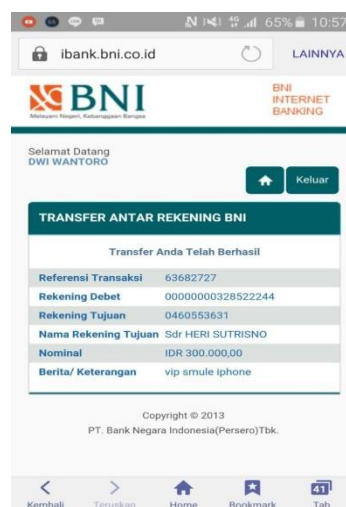 65% 10:57
ibank.bni.co.id
LAINNYA
BNI
Melayani Negeri, Kebanggaan Bangsa
BNI
INTERNET
BANKING
Selamat Datang
DWI WANTORO
Keluar
TRANSFER ANTAR REKENING BNI
Transfer Anda Telah Berhasil
Referensi Transaksi 63682727
Rekening Debet 00000000328522244
Rekening Tujuan 0460553631
Nama Rekening Tujuan Sdr HERI SUTRISNO
Nominal IDR 300.000,00
Berita/ Keterangan vip smule iphone
Copyright © 2013
PT. Bank Negara Indonesia(Persero)Tbk.
41
Kembali Teruskan Home Bookmark Tab